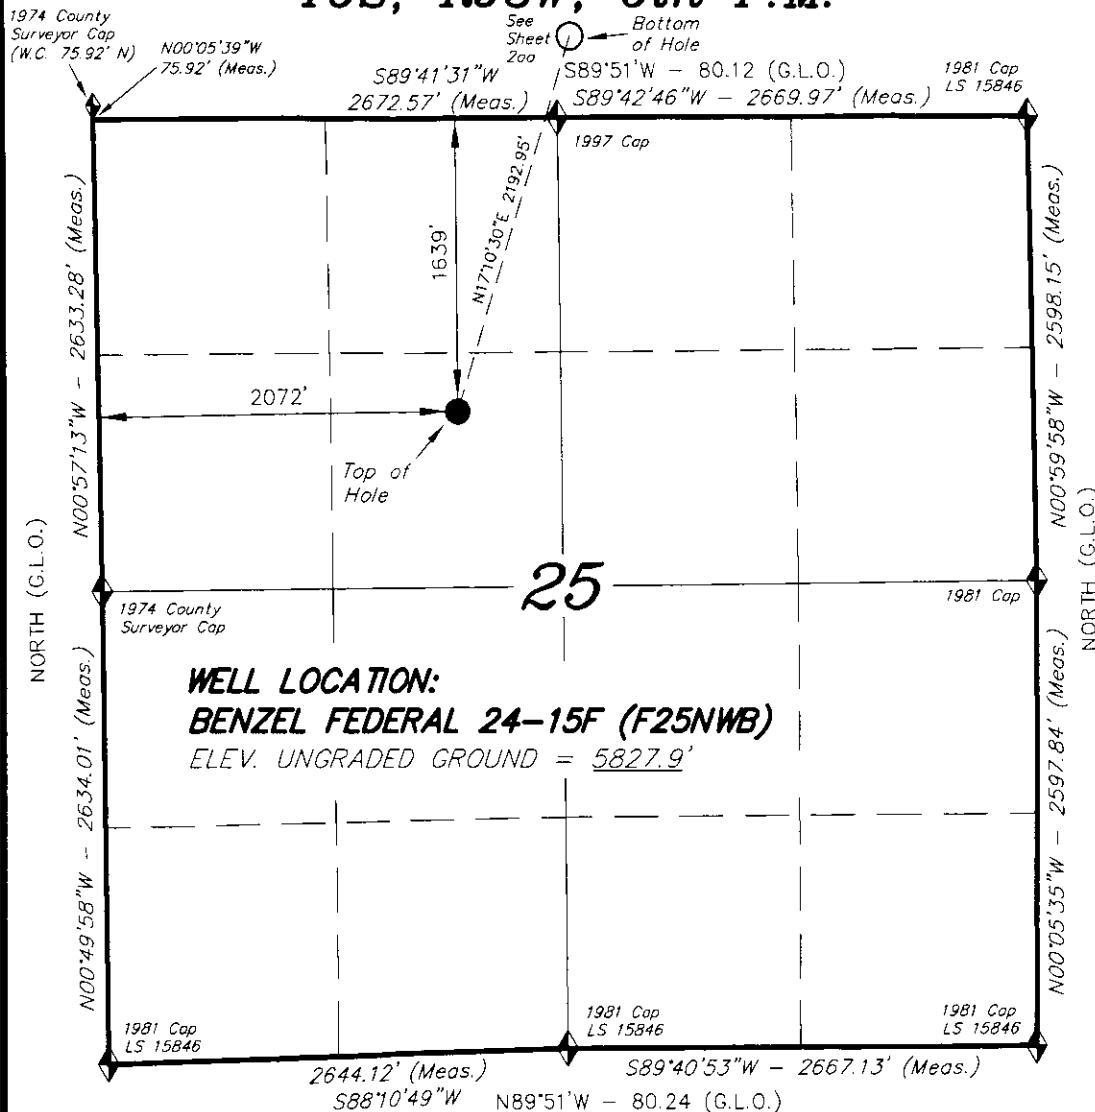 1974 County
Surveyor Cap
(W.C. 75.92' N)
N00°05'39"W
75.92' (Meas.)
See
Sheet
2aa
Bottom
of Hole
S89°41'31"W
2672.57' (Meas.)
S89°51'W - 80.12 (G.L.O.)
S89°42'46"W - 2669.97' (Meas.)
1981 Cap
LS 15846
1997 Cap
N00°57'13"W - 2633.28' (Meas.)
1639'
N17°10'30"E 2192.95'
N00°59'58"W - 2598.15' (Meas.)
2072'
Top of
Hole
NORTH (G.L.O.)
NORTH (G.L.O.)
25
1974 County
Surveyor Cap
1981 Cap
WELL LOCATION:
BENZEL FEDERAL 24-15F (F25NWB)
ELEV. UNGRADED GROUND = 5827.9'
N00°49'58"W - 2634.01' (Meas.)
N00°05'35"W - 2597.84' (Meas.)
1981 Cap
LS 15846
1981 Cap
LS 15846
1981 Cap
LS 15846
2644.12' (Meas.)
S88°10'49"W
S89°40'53"W - 2667.13' (Meas.)
N89°51'W - 80.24 (G.L.O.)